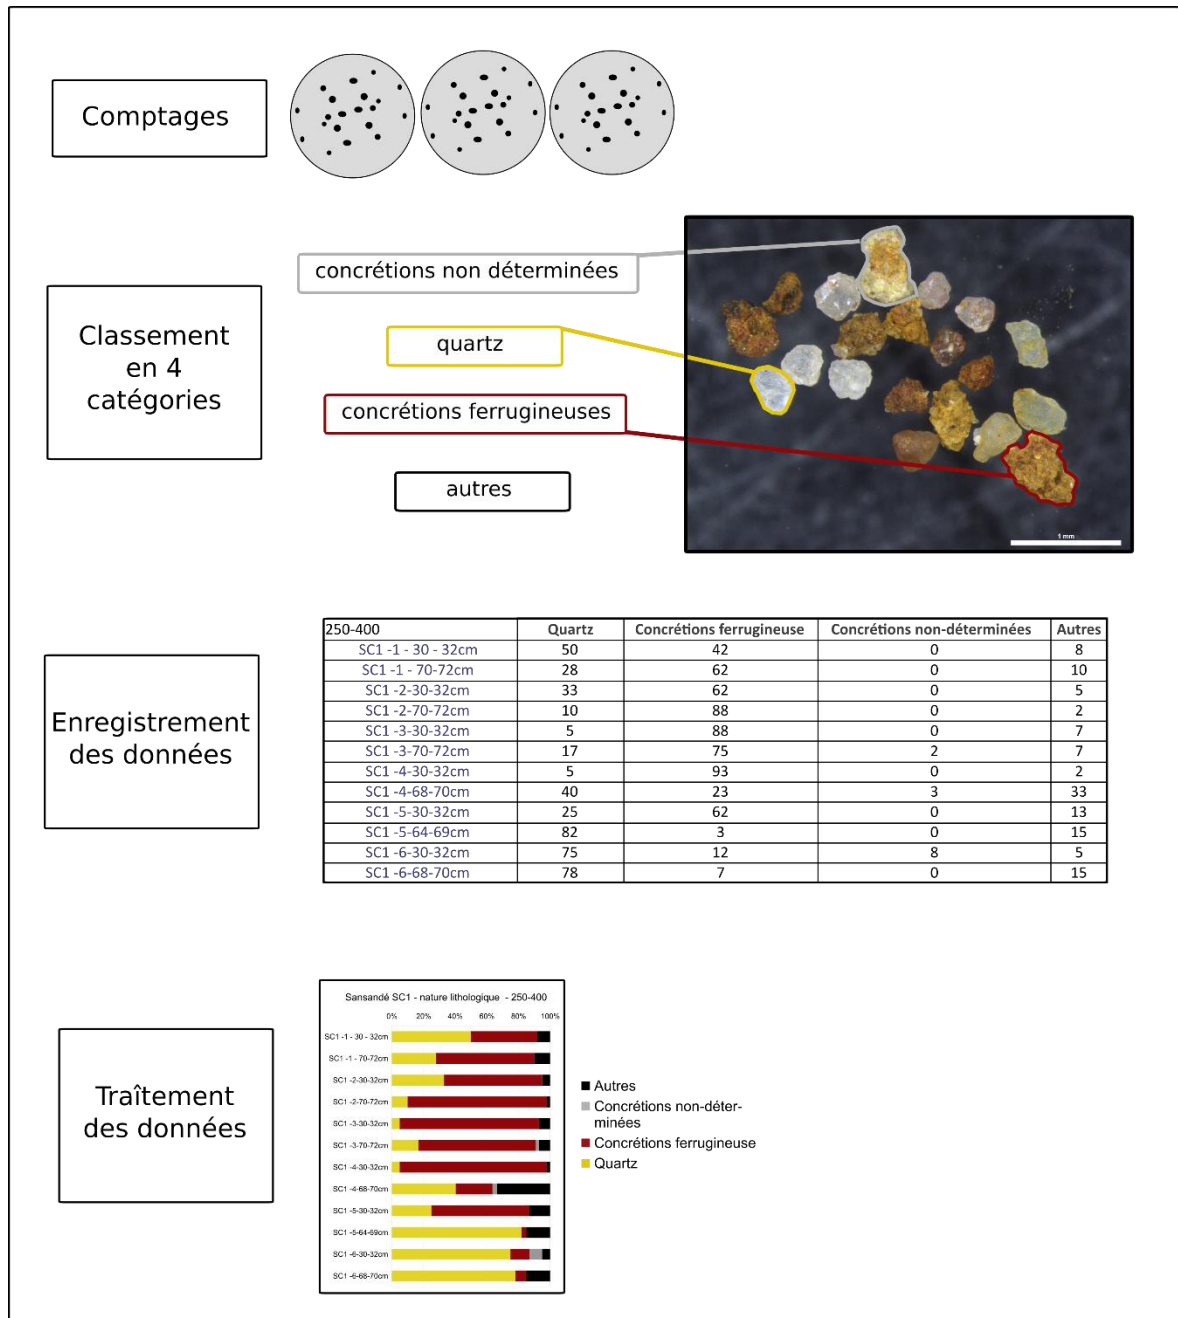 Comptages
Classement
en 4
catégories
concrétions non déterminées
quartz
concrétions ferrugineuses
autres
1 mm
Enregistrement
des données
250-400 Quartz Concrétions ferrugineuse Concrétions non-déterminées Autres
SC1 -1 - 30 - 32cm 50 42 0 8
SC1 -1 - 70-72cm 28 62 0 10
SC1 -2-30-32cm 33 62 0 5
SC1 -2-70-72cm 10 88 0 2
SC1 -3-30-32cm 5 88 0 7
SC1 -3-70-72cm 17 75 2 7
SC1 -4-30-32cm 5 93 0 2
SC1 -4-68-70cm 40 23 3 33
SC1 -5-30-32cm 25 62 0 13
SC1 -5-64-69cm 82 3 0 15
SC1 -6-30-32cm 75 12 8 5
SC1 -6-68-70cm 78 7 0 15
Traîtement
des données
Sansandé SC1 - nature lithologique - 250-400
0% 20% 40% 60% 80% 100%
SC1 -1 - 30 - 32cm
SC1 -1 - 70-72cm
SC1 -2-30-32cm
SC1 -2-70-72cm
SC1 -3-30-32cm
SC1 -3-70-72cm
SC1 -4-30-32cm
SC1 -4-68-70cm
SC1 -5-30-32cm
SC1 -5-64-69cm
SC1 -6-30-32cm
SC1 -6-68-70cm
Autres
Concrétions non-déter-
minées
Concrétions ferrugineuse
Quartz